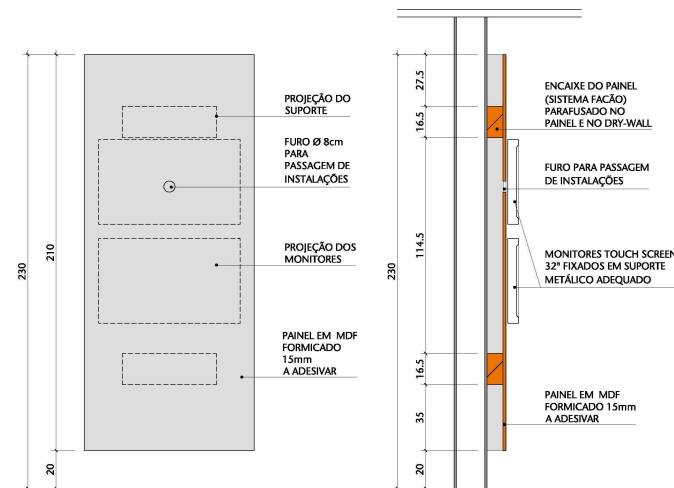 PROJEÇÃO DO
SUPORTE
FURO Ø 8cm
PARA
PASSAGEM DE
INSTALAÇÕES
PROJEÇÃO DOS
MONITORES
PAINEL EM MDF
FORMICADO
15mm
A ADESIVAR
230
210
20
ENCAIXE DO PAINEL
(SISTEMA FACÃO)
PARAFUSADO NO
PAINEL E NO DRY-WALL
FURO PARA PASSAGEM
DE INSTALAÇÕES
MONITORES TOUCH SCREEN
32" FIXADOS EM SUPORTE
METÁLICO ADEQUADO
PAINEL EM MDF
FORMICADO 15mm
A ADESIVAR
230
27.5
16.5
114.5
16.5
35
20